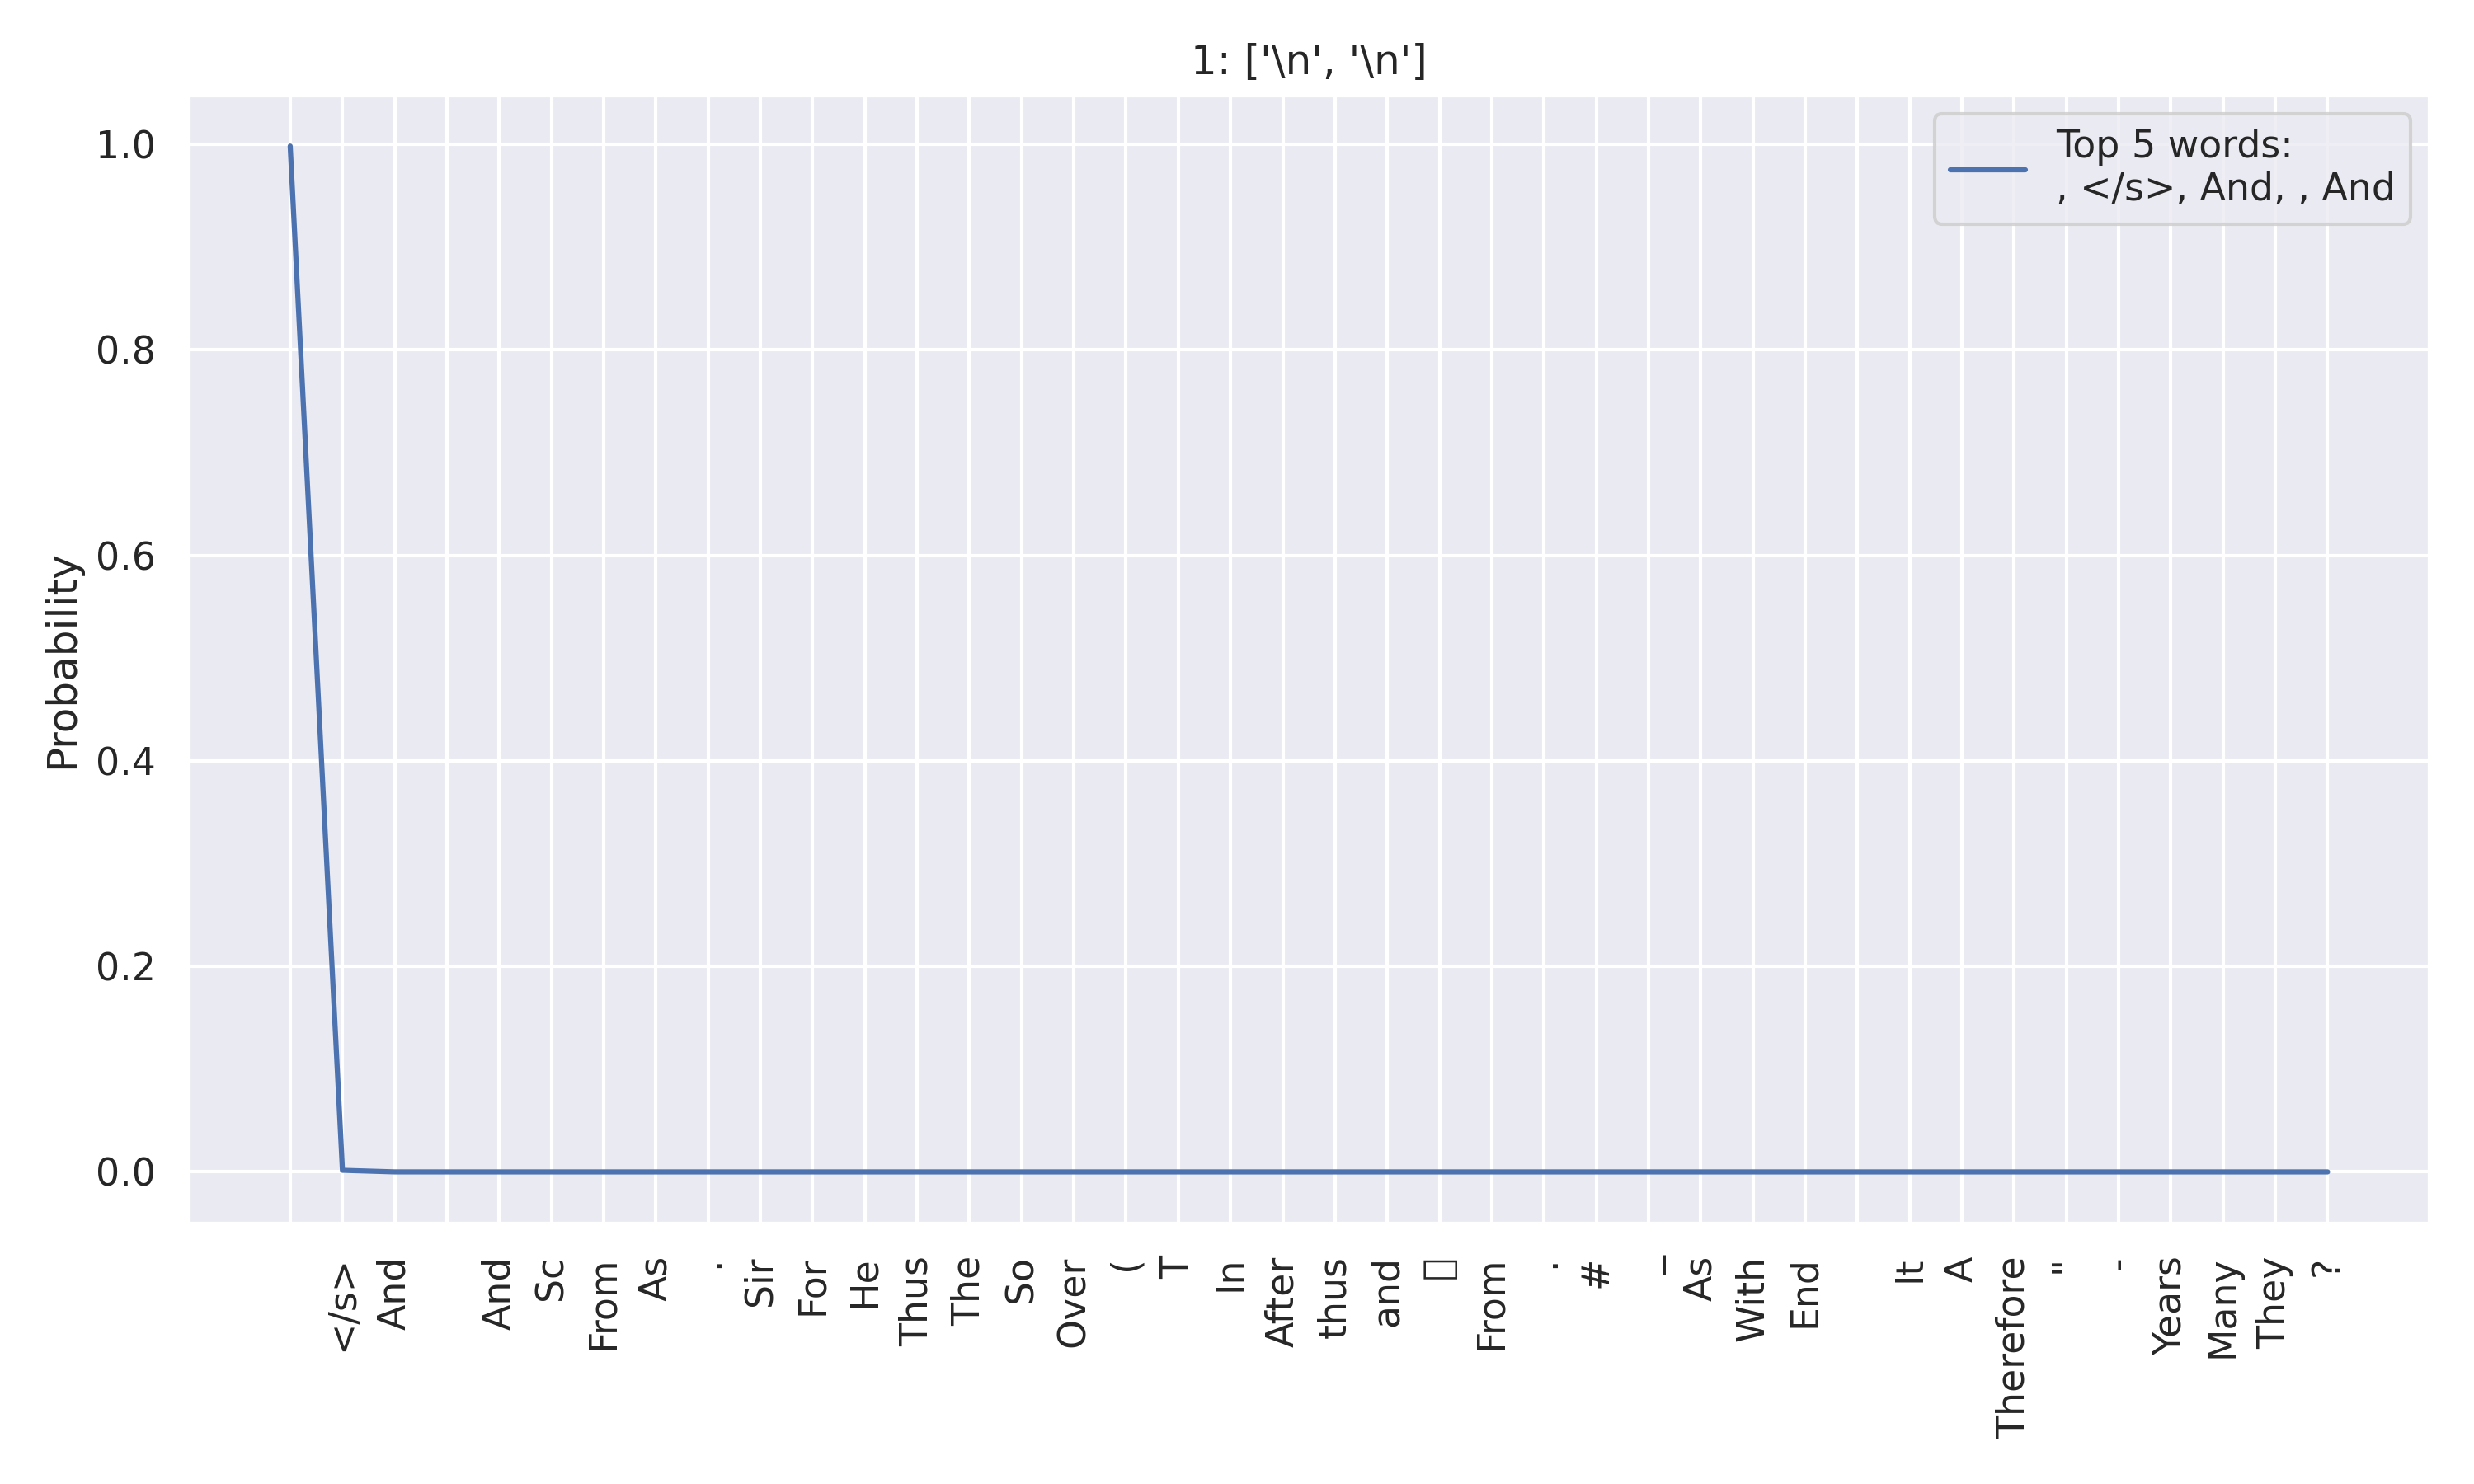 1: ['\n', '\n']
Top 5 words:
, </s>, And, , And
Probability
1.0
0.8
0.6
0.4
0.2
0.0
</s>
And
And
Sc
From
As
.
Sir
For
He
Thus
The
So
Over
(
T
In
After
thus
and
□
From
.
#
_
As
With
End
It
A
Therefore
"
-
Years
Many
They
?